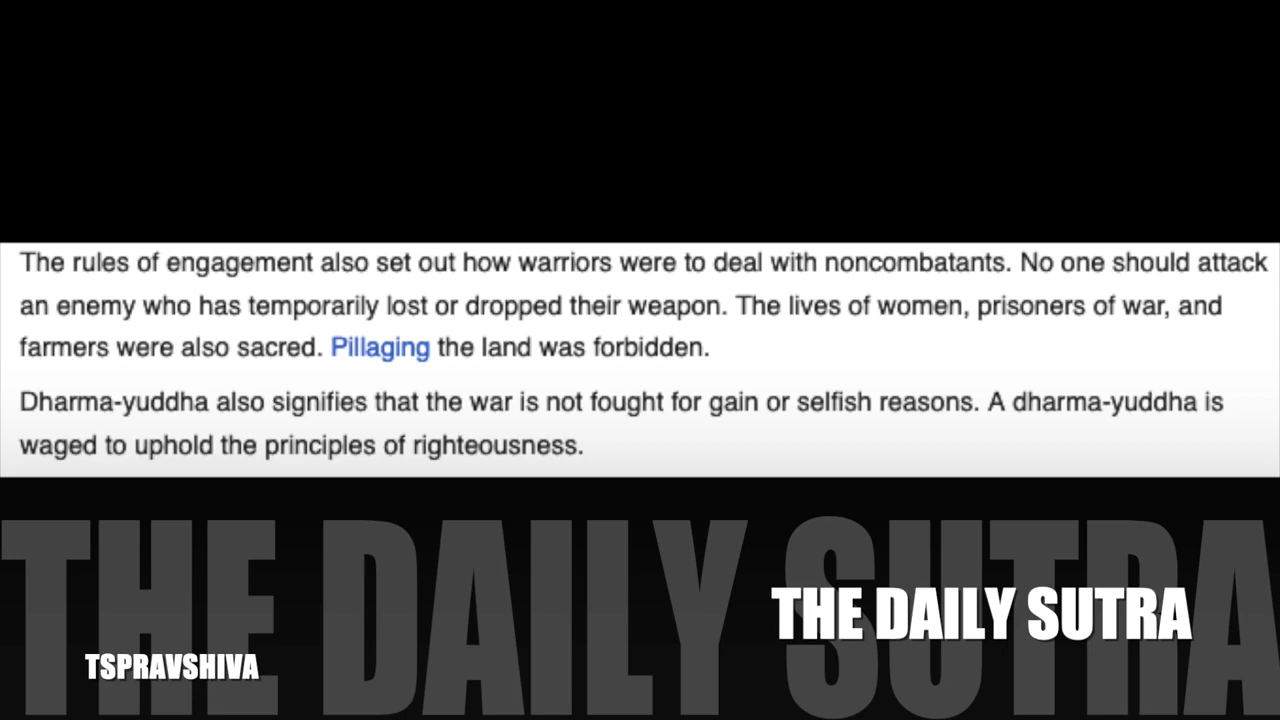 The rules of engagement also set out how warriors were to deal with noncombatants. No one should attack
an enemy who has temporarily lost or dropped their weapon. The lives of women, prisoners of war, and
farmers were also sacred. Pillaging the land was forbidden.
Dharma-yuddha also signifies that the war is not fought for gain or selfish reasons. A dharma-yuddha is
waged to uphold the principles of righteousness.
THE DAILY SUTRA
THE DAILY SUTRA
TSPRAVSHIVA